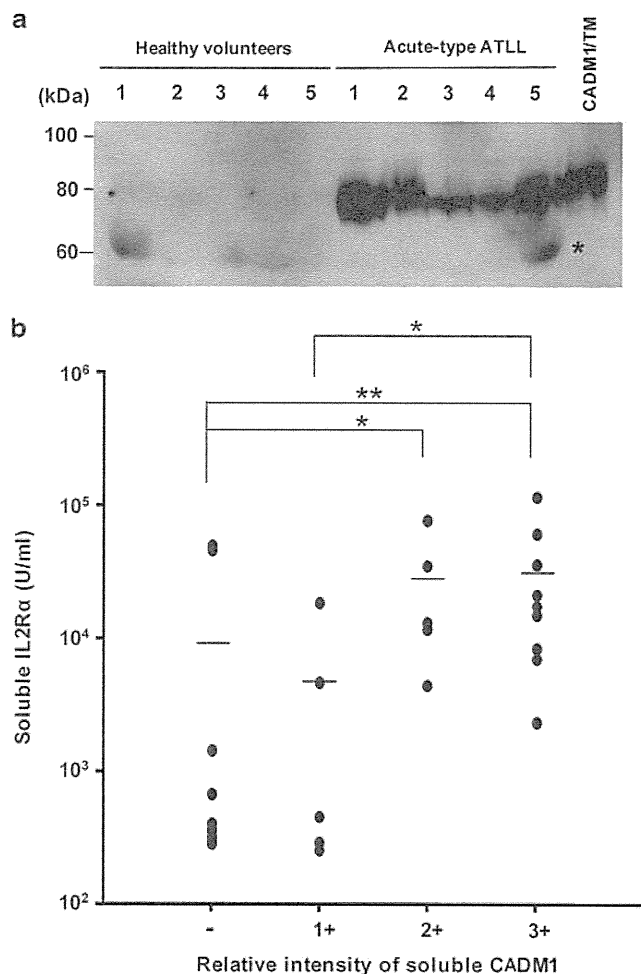 a
Healthy volunteers Acute-type ATLL CADM1/TM
(kDa) 1 2 3 4 5 1 2 3 4 5
100
80
60
*
b
*
**
*
10⁶
10⁵
10⁴
10³
10²
Soluble IL2Rα (U/ml)
- 1+ 2+ 3+
Relative intensity of soluble CADM1